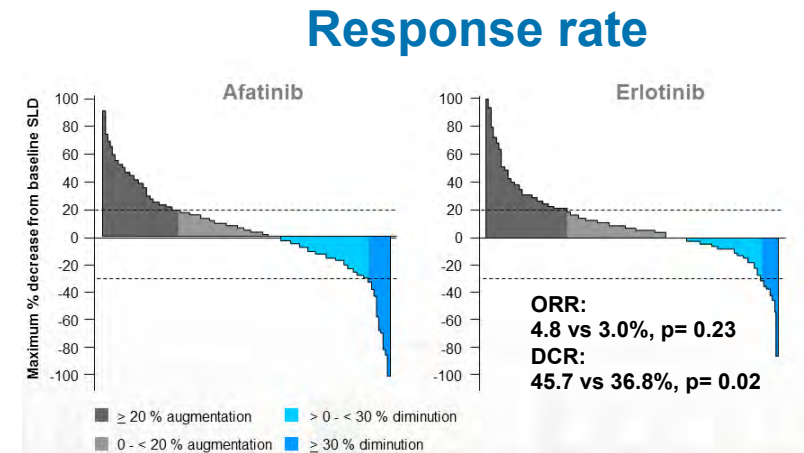 Response rate
Afatinib
Erlotinib
Maximum % decrease from baseline SLD
100
80
60
40
20
0
-20
-40
-60
-80
-100
100
80
60
40
20
0
-20
-40
-60
-80
-100
ORR:
4.8 vs 3.0%, p= 0.23
DCR:
45.7 vs 36.8%, p= 0.02
≥ 20 % augmentation
> 0 - < 30 % diminution
0 - < 20 % augmentation
≥ 30 % diminution